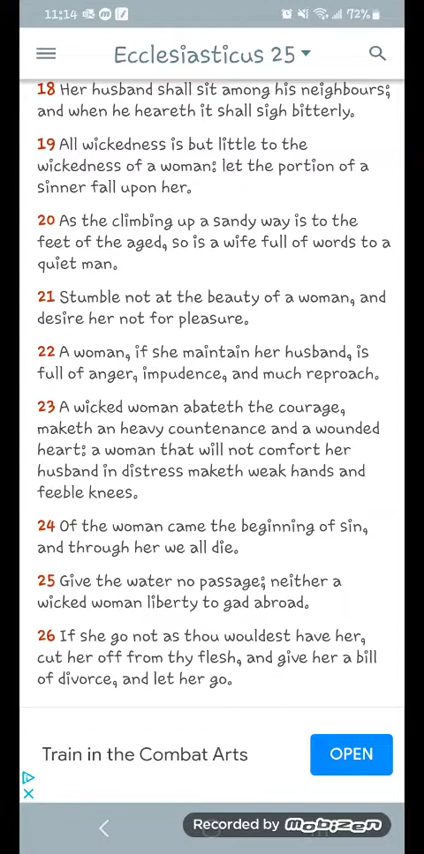 11:14 72%
Ecclesiasticus 25
18 Her husband shall sit among his neighbours;
and when he heareth it shall sigh bitterly.
19 All wickedness is but little to the
wickedness of a woman: let the portion of a
sinner fall upon her.
20 As the climbing up a sandy way is to the
feet of the aged, so is a wife full of words to a
quiet man.
21 Stumble not at the beauty of a woman, and
desire her not for pleasure.
22 A woman, if she maintain her husband, is
full of anger, impudence, and much reproach.
23 A wicked woman abateth the courage,
maketh an heavy countenance and a wounded
heart: a woman that will not comfort her
husband in distress maketh weak hands and
feeble knees.
24 Of the woman came the beginning of sin,
and through her we all die.
25 Give the water no passage; neither a
wicked woman liberty to gad abroad.
26 If she go not as thou wouldest have her,
cut her off from thy flesh, and give her a bill
of divorce, and let her go.
Train in the Combat Arts
OPEN
Recorded by mobizen